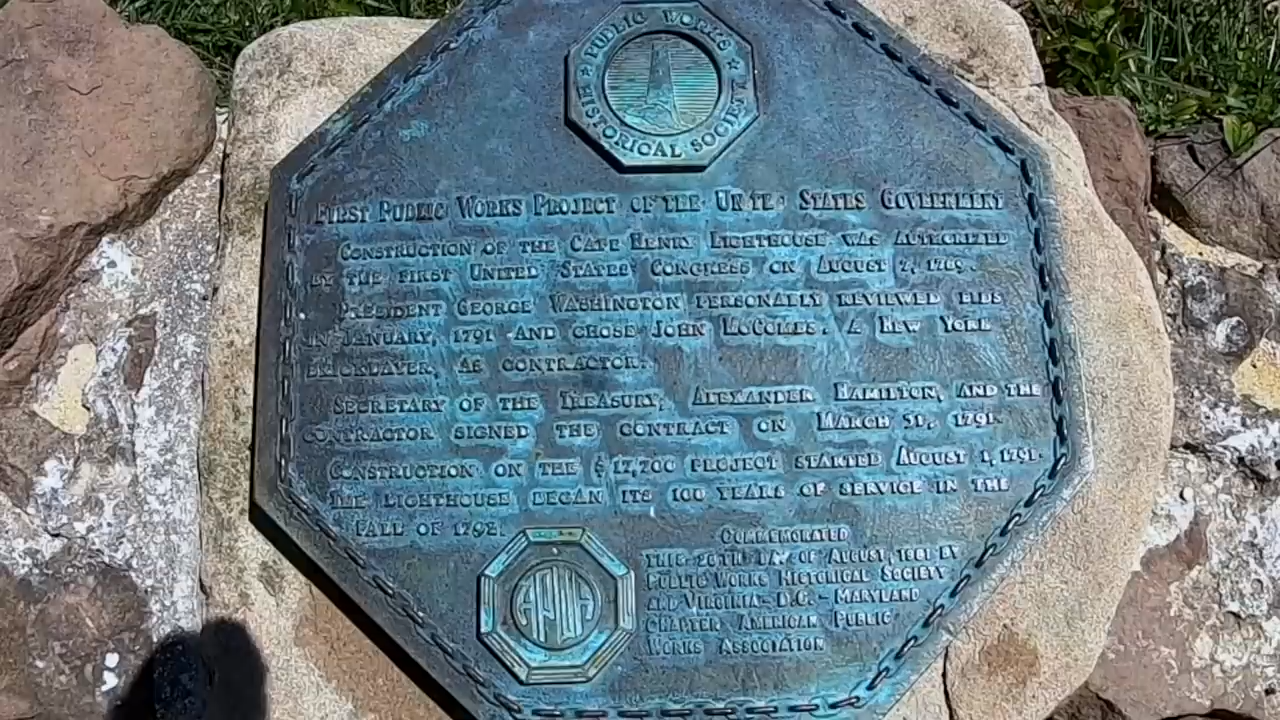 PUBLIC WORKS
HISTORICAL SOCIETY
FIRST PUBLIC WORKS PROJECT OF THE UNITED STATES GOVERNMENT
CONSTRUCTION OF THE CAPE HENRY LIGHTHOUSE WAS AUTHORIZED
BY THE FIRST UNITED STATES CONGRESS ON AUGUST 7, 1789.
PRESIDENT GEORGE WASHINGTON PERSONALLY REVIEWED BIDS
IN JANUARY, 1791 AND CHOSE JOHN MCCOMBS, A NEW YORK
BRICKLAYER, AS CONTRACTOR.
SECRETARY OF THE TREASURY, ALEXANDER HAMILTON, AND THE
CONTRACTOR SIGNED THE CONTRACT ON MARCH 31, 1791.
CONSTRUCTION ON THE $17,700 PROJECT STARTED AUGUST 1, 1791.
THE LIGHTHOUSE BEGAN ITS 100 YEARS OF SERVICE IN THE
FALL OF 1792.
COMMEMORATED
THIS 26TH DAY OF AUGUST, 1981 BY
PUBLIC WORKS HISTORICAL SOCIETY
AND VIRGINIA - D.C. - MARYLAND
CHAPTER AMERICAN PUBLIC
WORKS ASSOCIATION
APWA